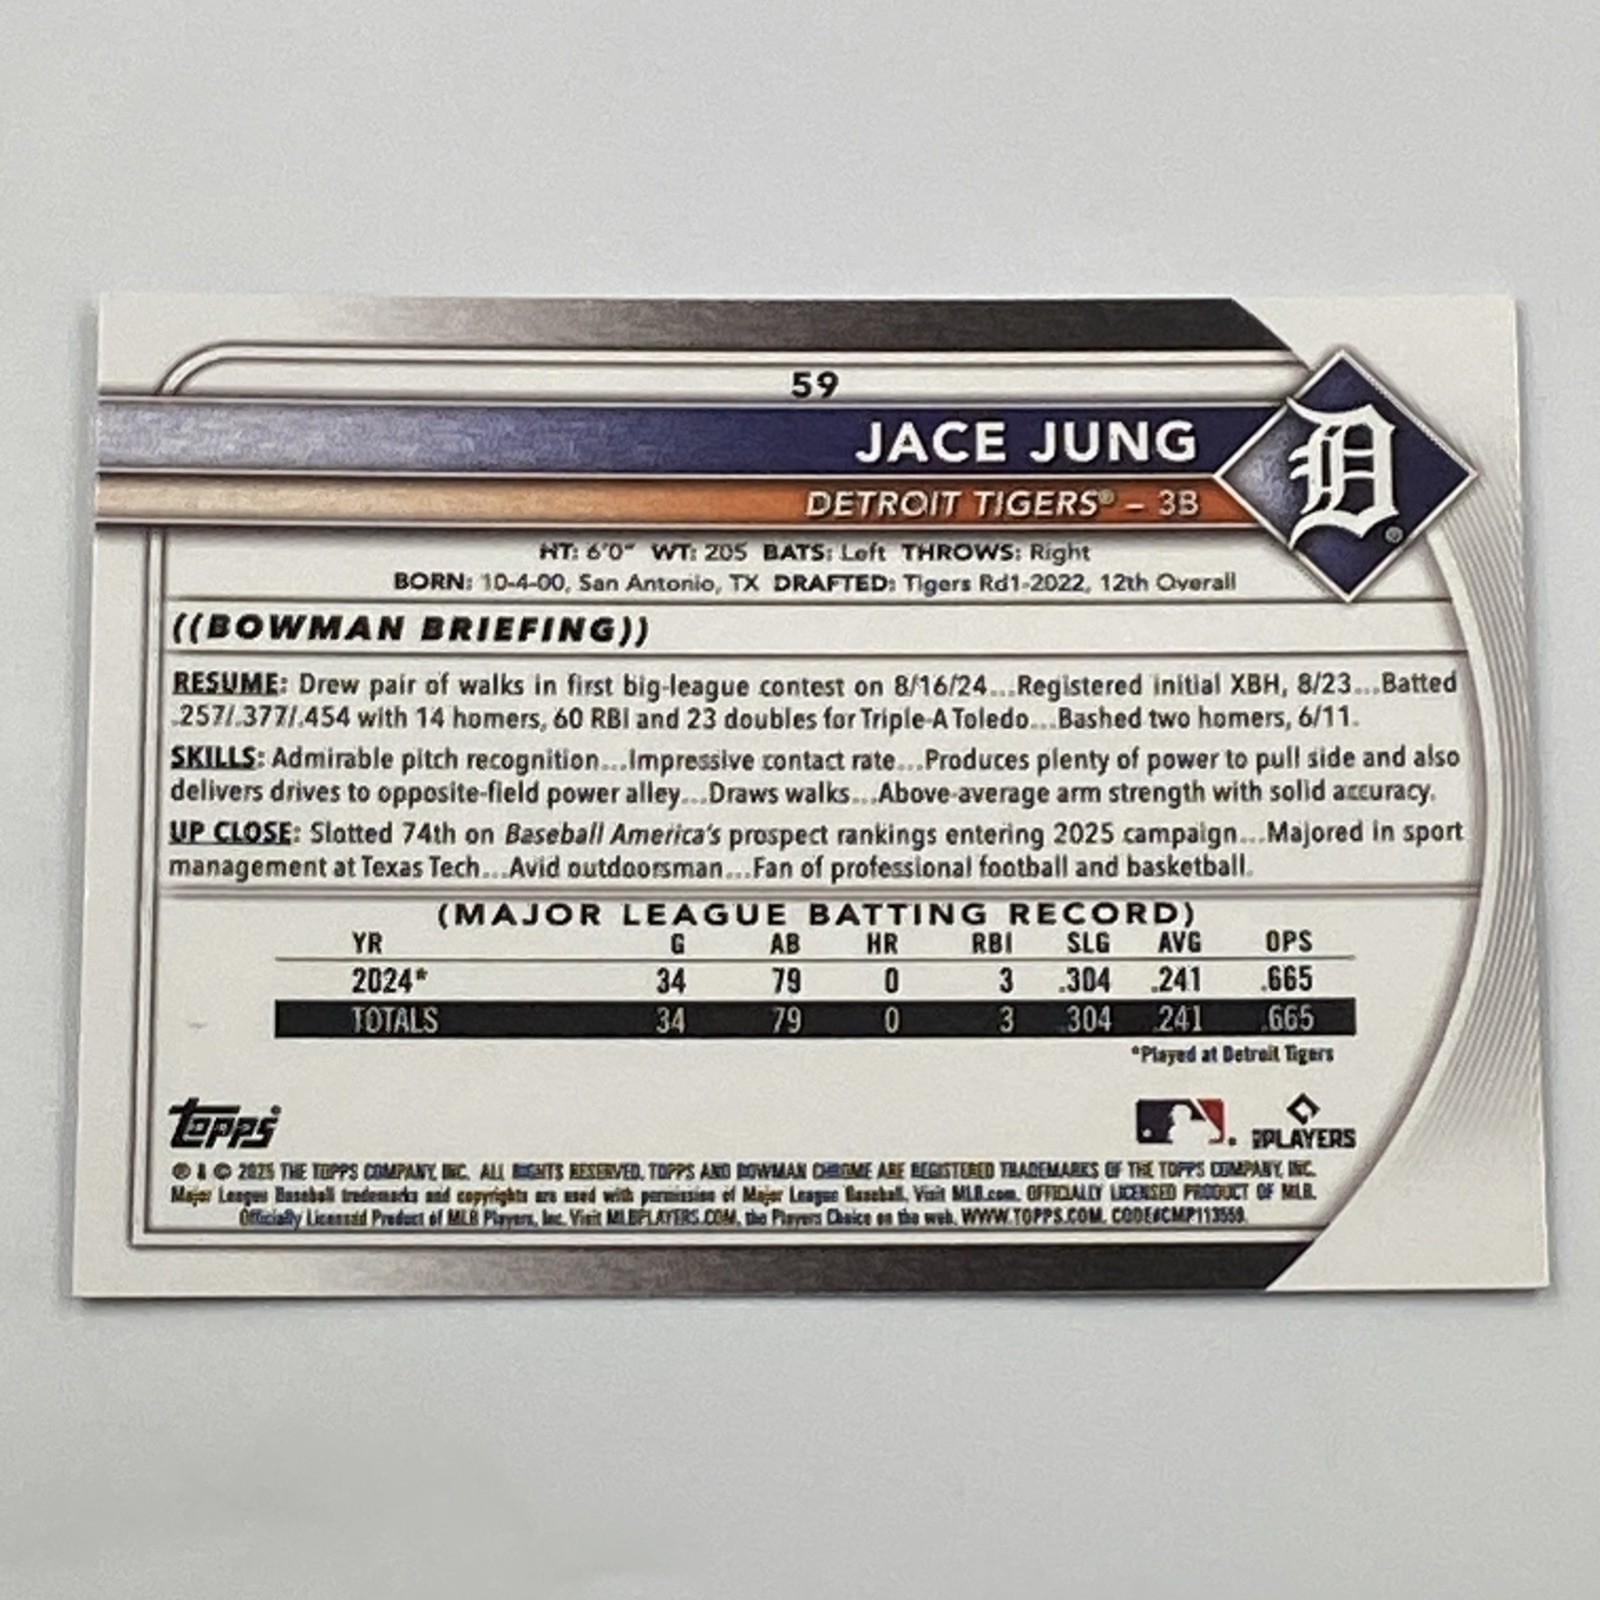 59
JACE JUNG
DETROIT TIGERS® – 3B
D®
HT: 6'0" WT: 205 BATS: Left THROWS: Right
BORN: 10-4-00, San Antonio, TX DRAFTED: Tigers Rd1-2022, 12th Overall
((BOWMAN BRIEFING))
RESUME: Drew pair of walks in first big-league contest on 8/16/24...Registered initial XBH, 8/23...Batted
.257/.377/.454 with 14 homers, 60 RBI and 23 doubles for Triple-A Toledo...Bashed two homers, 6/11.
SKILLS: Admirable pitch recognition...Impressive contact rate...Produces plenty of power to pull side and also
delivers drives to opposite-field power alley...Draws walks...Above-average arm strength with solid accuracy.
UP CLOSE: Slotted 74th on Baseball America's prospect rankings entering 2025 campaign...Majored in sport
management at Texas Tech...Avid outdoorsman...Fan of professional football and basketball.
(MAJOR LEAGUE BATTING RECORD)
YR G AB HR RBI SLG AVG OPS
2024* 34 79 0 3 .304 .241 .665
TOTALS 34 79 0 3 .304 .241 .665
*Played at Detroit Tigers
topps
MLB PLAYERS
® & © 2025 THE TOPPS COMPANY, INC. ALL RIGHTS RESERVED. TOPPS AND BOWMAN CHROME ARE REGISTERED TRADEMARKS OF THE TOPPS COMPANY, INC.
Major League Baseball trademarks and copyrights are used with permission of Major League Baseball. Visit MLB.com. OFFICIALLY LICENSED PRODUCT OF MLB.
Officially Licensed Product of MLB Players, Inc. Visit MLBPLAYERS.COM, the Players Choice on the web. WWW.TOPPS.COM. CODE#CMP113559.